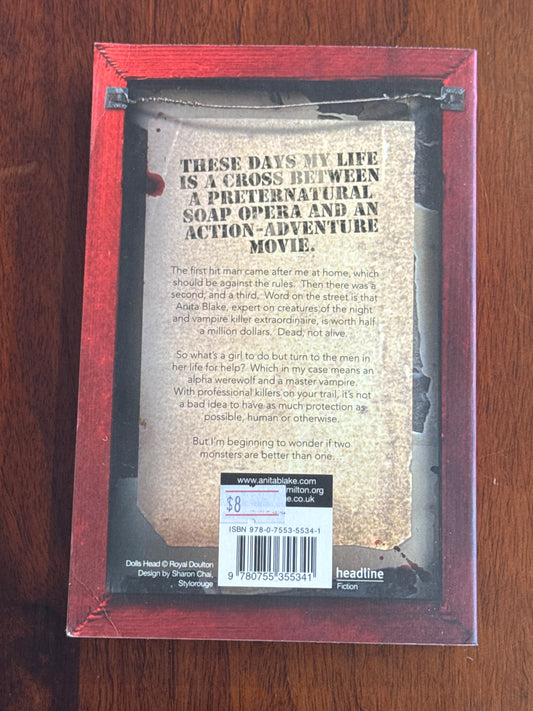 THESE DAYS MY LIFE
IS A CROSS BETWEEN
A PRETERNATURAL
SOAP OPERA AND AN
ACTION-ADVENTURE
MOVIE.
The first hit man came after me at home, which
should be against the rules. Then there was a
second, and a third. Word on the street is that
Anita Blake, expert on creatures of the night
and vampire killer extraordinaire, is worth half
a million dollars. Dead, not alive.
So what's a girl to do but turn to the men in
her life for help? Which in my case means an
alpha werewolf and a master vampire.
With professional killers on your trail, it's not
a bad idea to have as much protection as
possible, human or otherwise.
But I'm beginning to wonder if two
monsters are better than one.
www.anitablake.com
milton.org
e.co.uk
$8
ISBN 978-0-7553-5534-1
9 780755 355341
Dolls Head © Royal Doulton
Design by Sharon Chai,
Stylorouge
headline
Fiction